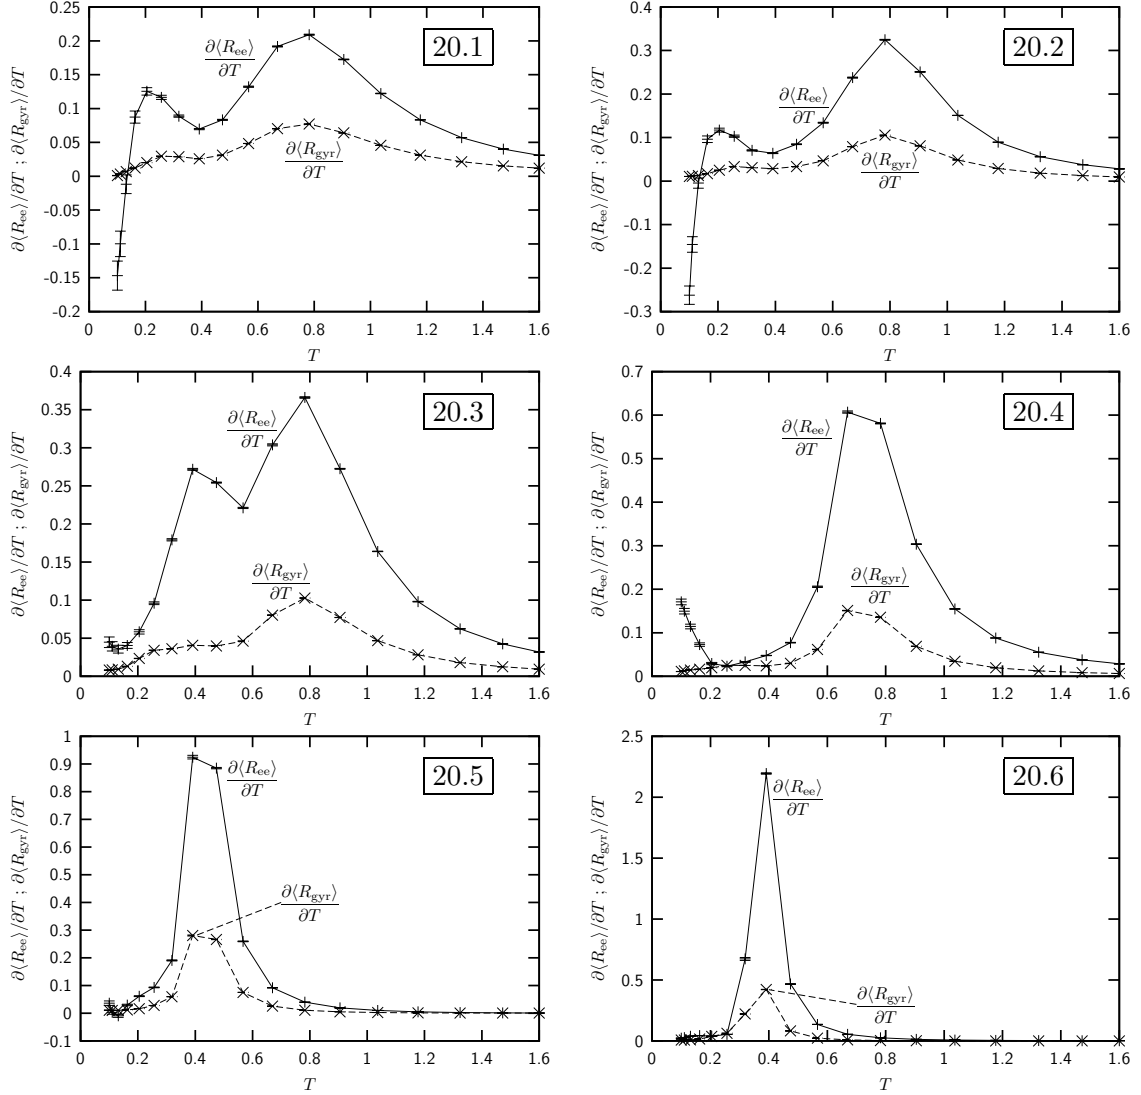 0.25
0.2
0.15
0.1
0.05
0
-0.05
-0.1
-0.15
-0.2
0 0.2 0.4 0.6 0.8 1 1.2 1.4 1.6
T
∂⟨R_ee⟩/∂T ; ∂⟨R_gyr⟩/∂T
∂⟨R_ee⟩
∂T
∂⟨R_gyr⟩
∂T
20.1
0.4
0.3
0.2
0.1
0
-0.1
-0.2
-0.3
0 0.2 0.4 0.6 0.8 1 1.2 1.4 1.6
T
∂⟨R_ee⟩/∂T ; ∂⟨R_gyr⟩/∂T
∂⟨R_ee⟩
∂T
∂⟨R_gyr⟩
∂T
20.2
0.4
0.35
0.3
0.25
0.2
0.15
0.1
0.05
0
0 0.2 0.4 0.6 0.8 1 1.2 1.4 1.6
T
∂⟨R_ee⟩/∂T ; ∂⟨R_gyr⟩/∂T
∂⟨R_ee⟩
∂T
∂⟨R_gyr⟩
∂T
20.3
0.7
0.6
0.5
0.4
0.3
0.2
0.1
0
0 0.2 0.4 0.6 0.8 1 1.2 1.4 1.6
T
∂⟨R_ee⟩/∂T ; ∂⟨R_gyr⟩/∂T
∂⟨R_ee⟩
∂T
∂⟨R_gyr⟩
∂T
20.4
1
0.9
0.8
0.7
0.6
0.5
0.4
0.3
0.2
0.1
0
-0.1
0 0.2 0.4 0.6 0.8 1 1.2 1.4 1.6
T
∂⟨R_ee⟩/∂T ; ∂⟨R_gyr⟩/∂T
∂⟨R_ee⟩
∂T
∂⟨R_gyr⟩
∂T
20.5
2.5
2
1.5
1
0.5
0
0 0.2 0.4 0.6 0.8 1 1.2 1.4 1.6
T
∂⟨R_ee⟩/∂T ; ∂⟨R_gyr⟩/∂T
∂⟨R_ee⟩
∂T
∂⟨R_gyr⟩
∂T
20.6